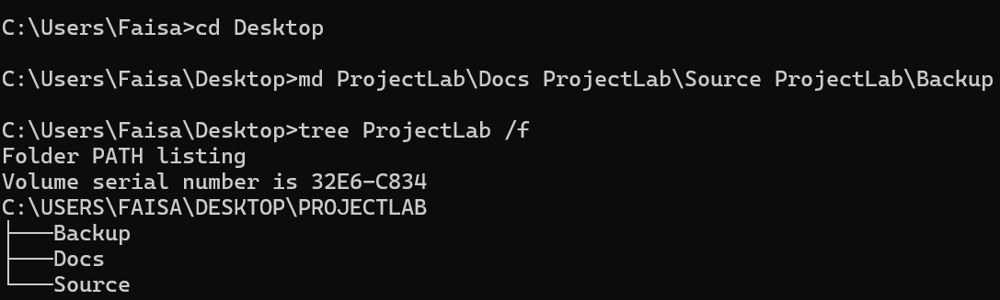 C:\Users\Faisa>cd Desktop
C:\Users\Faisa\Desktop>md ProjectLab\Docs ProjectLab\Source ProjectLab\Backup
C:\Users\Faisa\Desktop>tree ProjectLab /f
Folder PATH listing
Volume serial number is 32E6-C834
C:\USERS\FAISA\DESKTOP\PROJECTLAB
├───Backup
├───Docs
└───Source